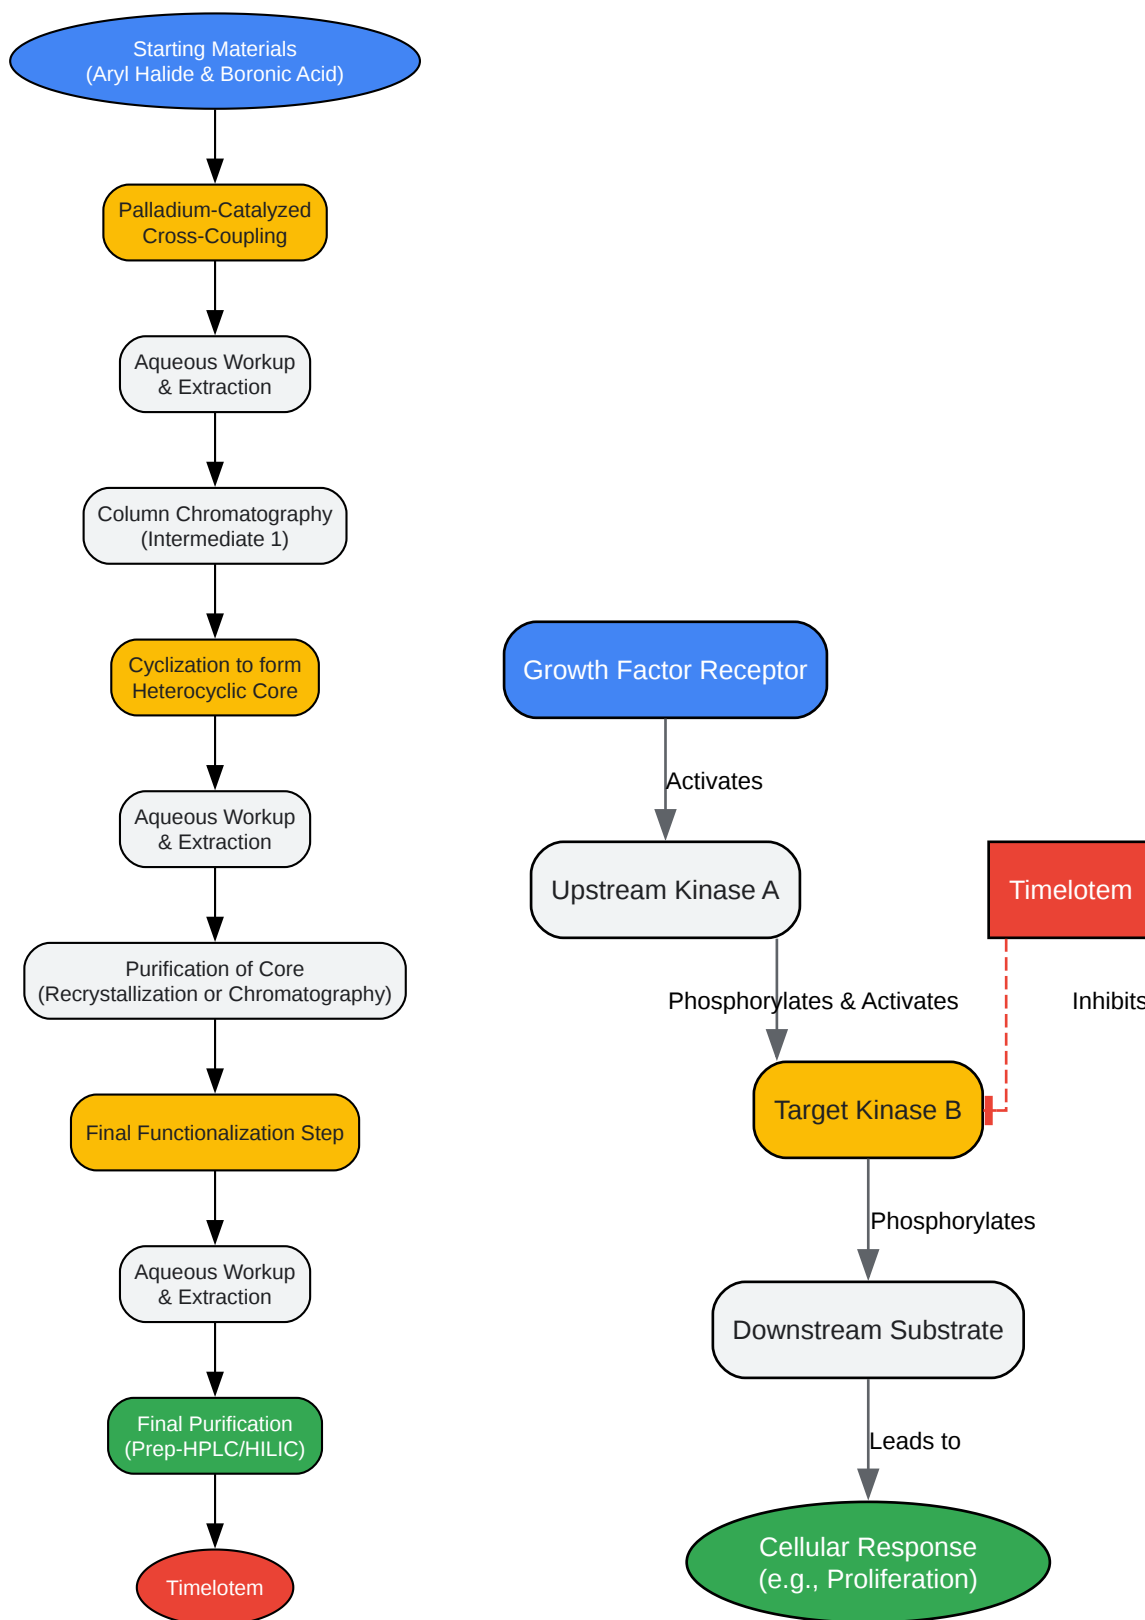 Starting Materials
(Aryl Halide & Boronic Acid)
Palladium-Catalyzed
Cross-Coupling
Aqueous Workup
& Extraction
Column Chromatography
(Intermediate 1)
Cyclization to form
Heterocyclic Core
Aqueous Workup
& Extraction
Purification of Core
(Recrystallization or Chromatography)
Final Functionalization Step
Aqueous Workup
& Extraction
Final Purification
(Prep-HPLC/HILIC)
Timelotem
Growth Factor Receptor
Activates
Upstream Kinase A
Timelotem
Phosphorylates & Activates
Inhibits
Target Kinase B
Phosphorylates
Downstream Substrate
Leads to
Cellular Response
(e.g., Proliferation)